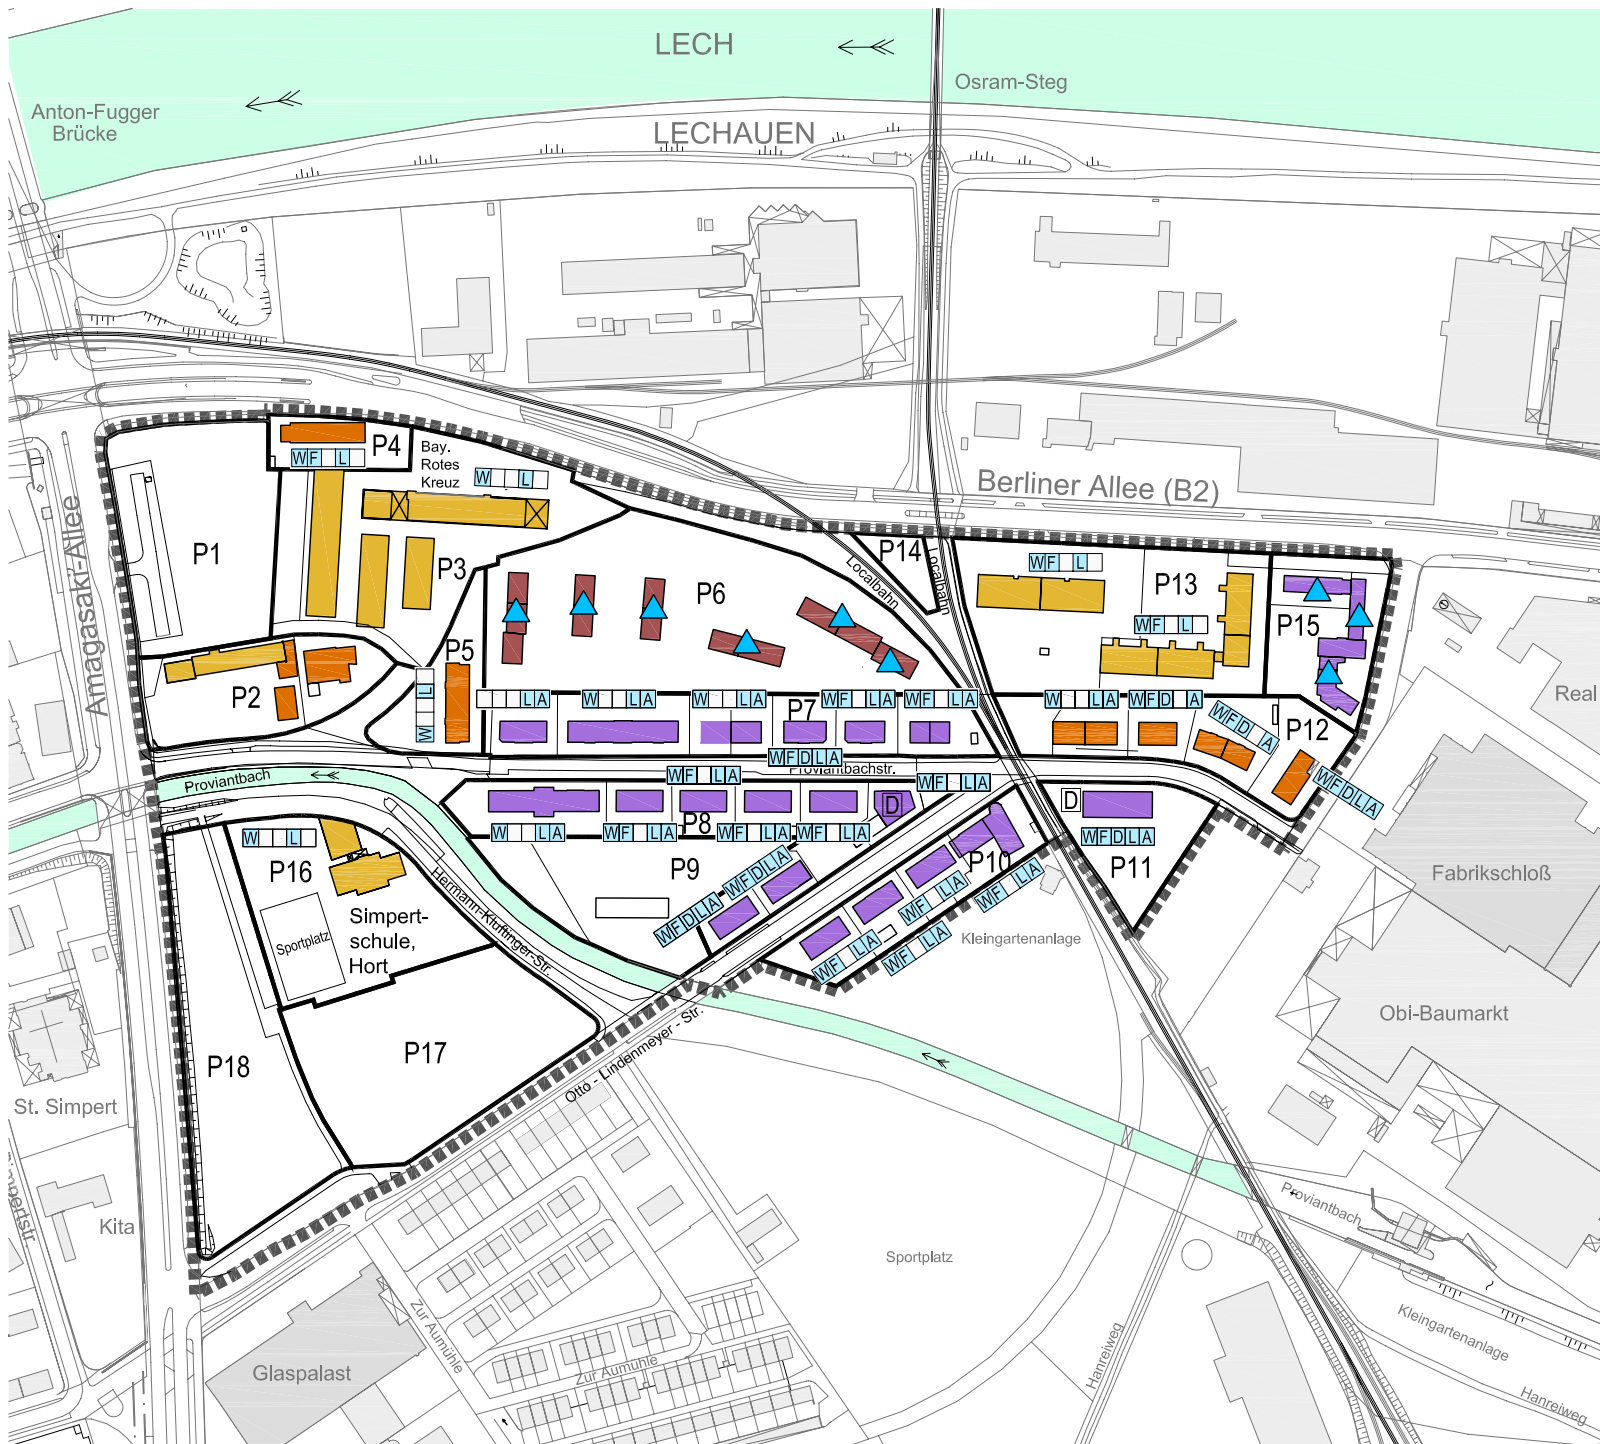 LECH
Osram-Steg
Anton-Fugger
Brücke
LECHAUEN
Berliner Allee (B2)
Amagasaki-Allee
P4
W F L
Bay.
Rotes
Kreuz
W L
P1
P3
P14
Localbahn
Localbahn
P6
P13
W F L
W F L
P15
P5
P2
L W
L A
W L A
W L A
W F L A
W F L A
W L A
W F D A
P7
W F D L A
Proviantbachstr.
W F D A
P12
W F D L A
Real
Proviantbach
W F L A
W F L A
D
D
W L A
W F L A
P8
W F L A
W F L A
W F D L A
P11
W L
P16
P9
P10
W F D L A
W F D L A
W F L A
W F L A
W F L A
W F L A
Fabrikschloß
Simpert-
schule,
Hort
Sportplatz
Hermann-Kluftinger-Str.
Kleingartenanlage
Obi-Baumarkt
P18
P17
Otto - Lindenmeyer - Str.
St. Simpert
Kita
Proviantbach
Sportplatz
Zur Aumühle
Zur Aumühle
Glaspalast
Hanreiweg
Kleingartenanlage
Hanreiweg